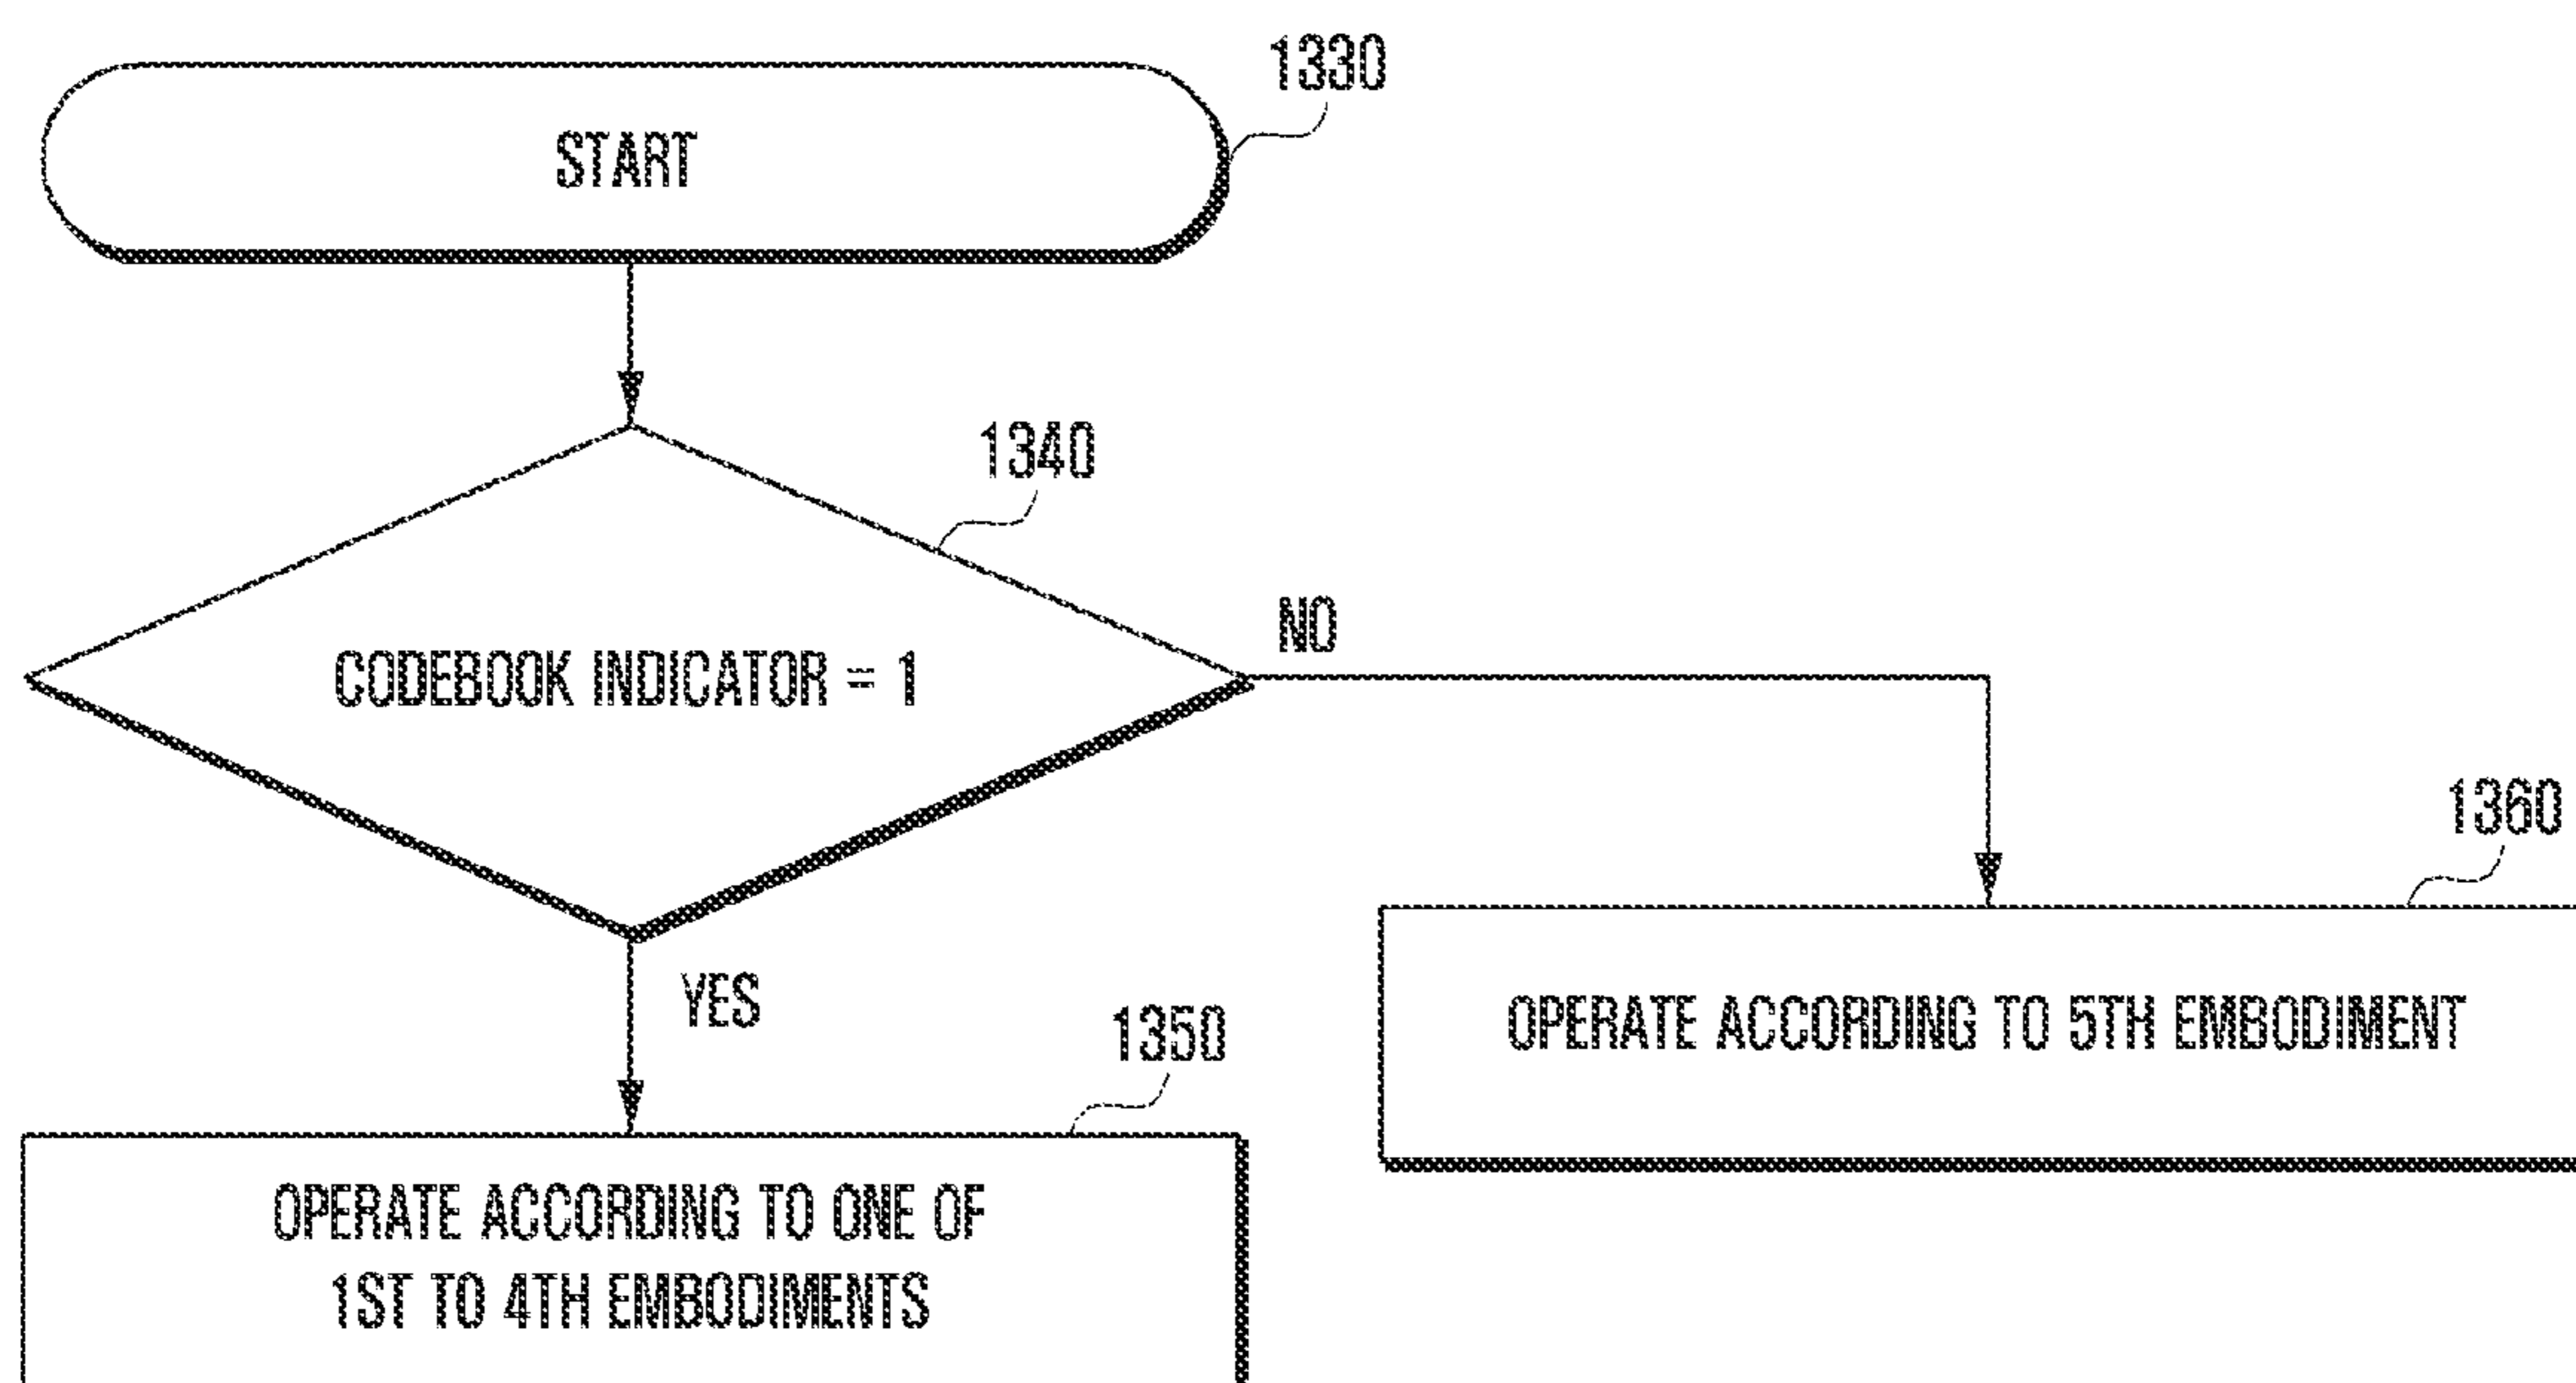 1330
START
1340
CODEBOOK INDICATOR = 1
NO
YES
1360
OPERATE ACCORDING TO 5TH EMBODIMENT
1350
OPERATE ACCORDING TO ONE OF
1ST TO 4TH EMBODIMENTS